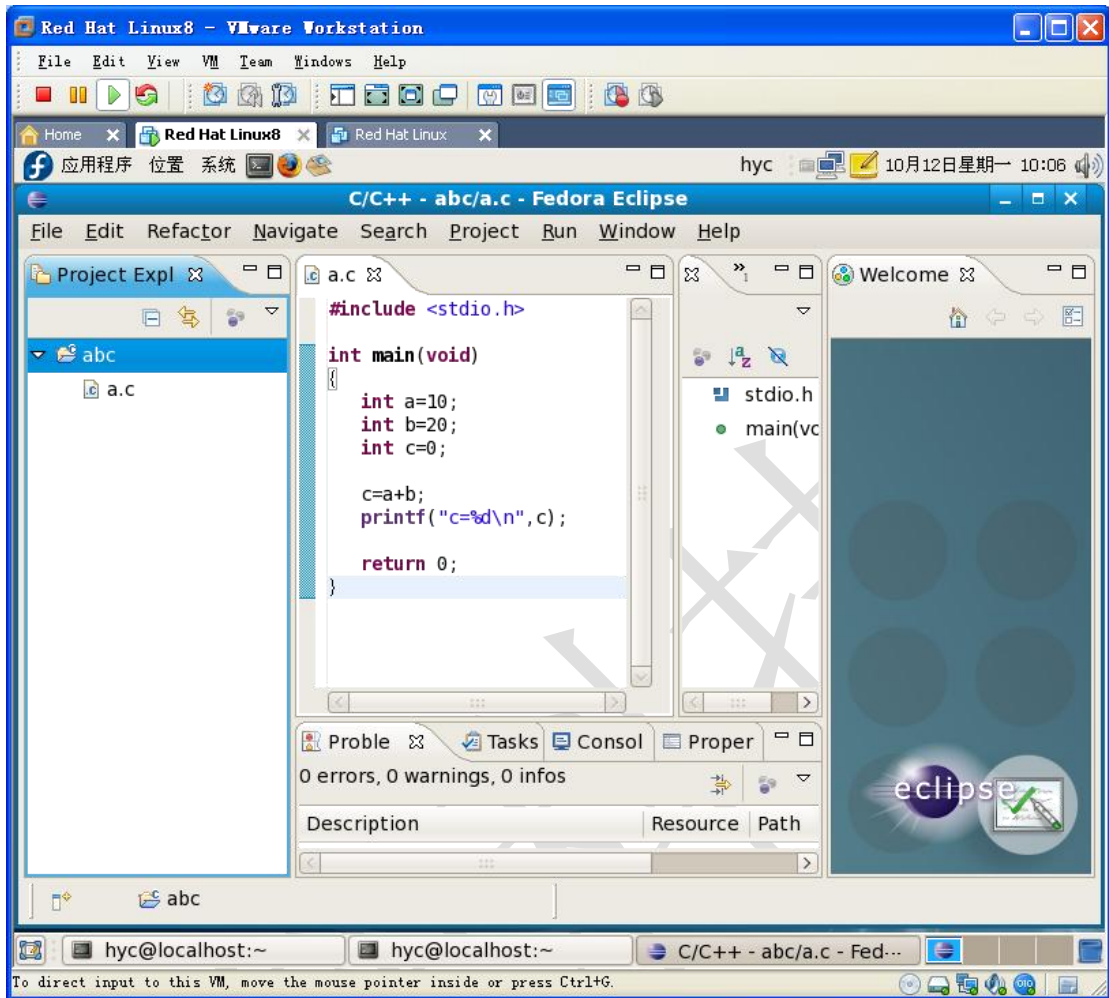 Red Hat Linux8 - VMware Workstation
File Edit View VM Team Windows Help
Home Red Hat Linux8 Red Hat Linux
应用程序 位置 系统 hyc 10月12日星期一 10:06
C/C++ - abc/a.c - Fedora Eclipse
File Edit Refactor Navigate Search Project Run Window Help
Project Expl a.c »1 Welcome
#include <stdio.h>
abc
a.c
int main(void)
{
int a=10;
int b=20;
int c=0;
c=a+b;
printf("c=%d\n",c);
return 0;
}
stdio.h
main(vo
Proble Tasks Consol Proper
0 errors, 0 warnings, 0 infos
Description Resource Path
eclipse
abc
hyc@localhost:~ hyc@localhost:~ C/C++ - abc/a.c - Fed···
To direct input to this VM, move the mouse pointer inside or press Ctrl+G.